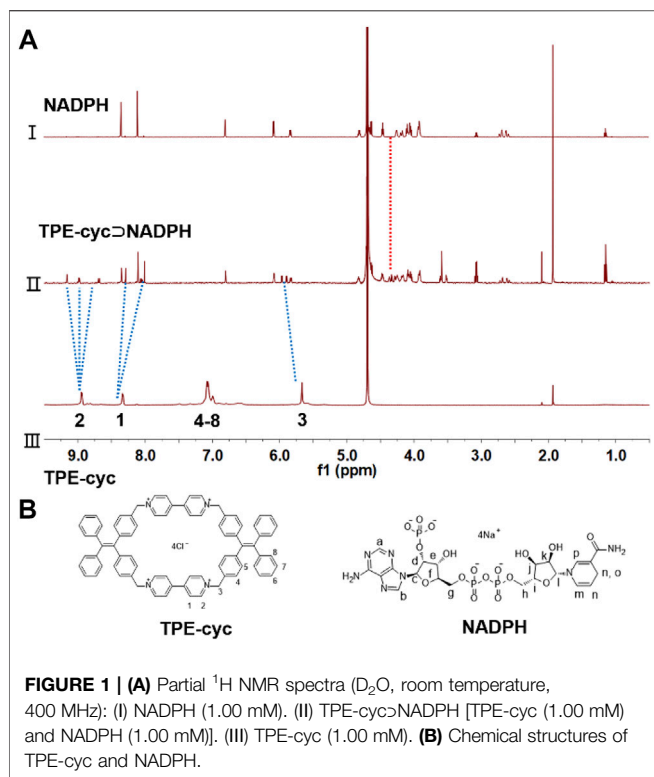 A
NADPH
I
TPE-cyc⊃NADPH
II
2
1
4-8
3
III
9.5 9.0 8.0 7.0 6.0 5.0 4.0 3.0 2.0 1.0
f1 (ppm)
TPE-cyc
B
4Cl⁻
8
7
6
5
4
3
1 2
TPE-cyc
4Na⁺
NH₂
H₂N
OH
HO OH
a b c d e f g h i j k l m n n, o p
NADPH
FIGURE 1 | (A) Partial ¹H NMR spectra (D₂O, room temperature,
400 MHz): (I) NADPH (1.00 mM). (II) TPE-cyc⊃NADPH [TPE-cyc (1.00 mM)
and NADPH (1.00 mM)]. (III) TPE-cyc (1.00 mM). (B) Chemical structures of
TPE-cyc and NADPH.